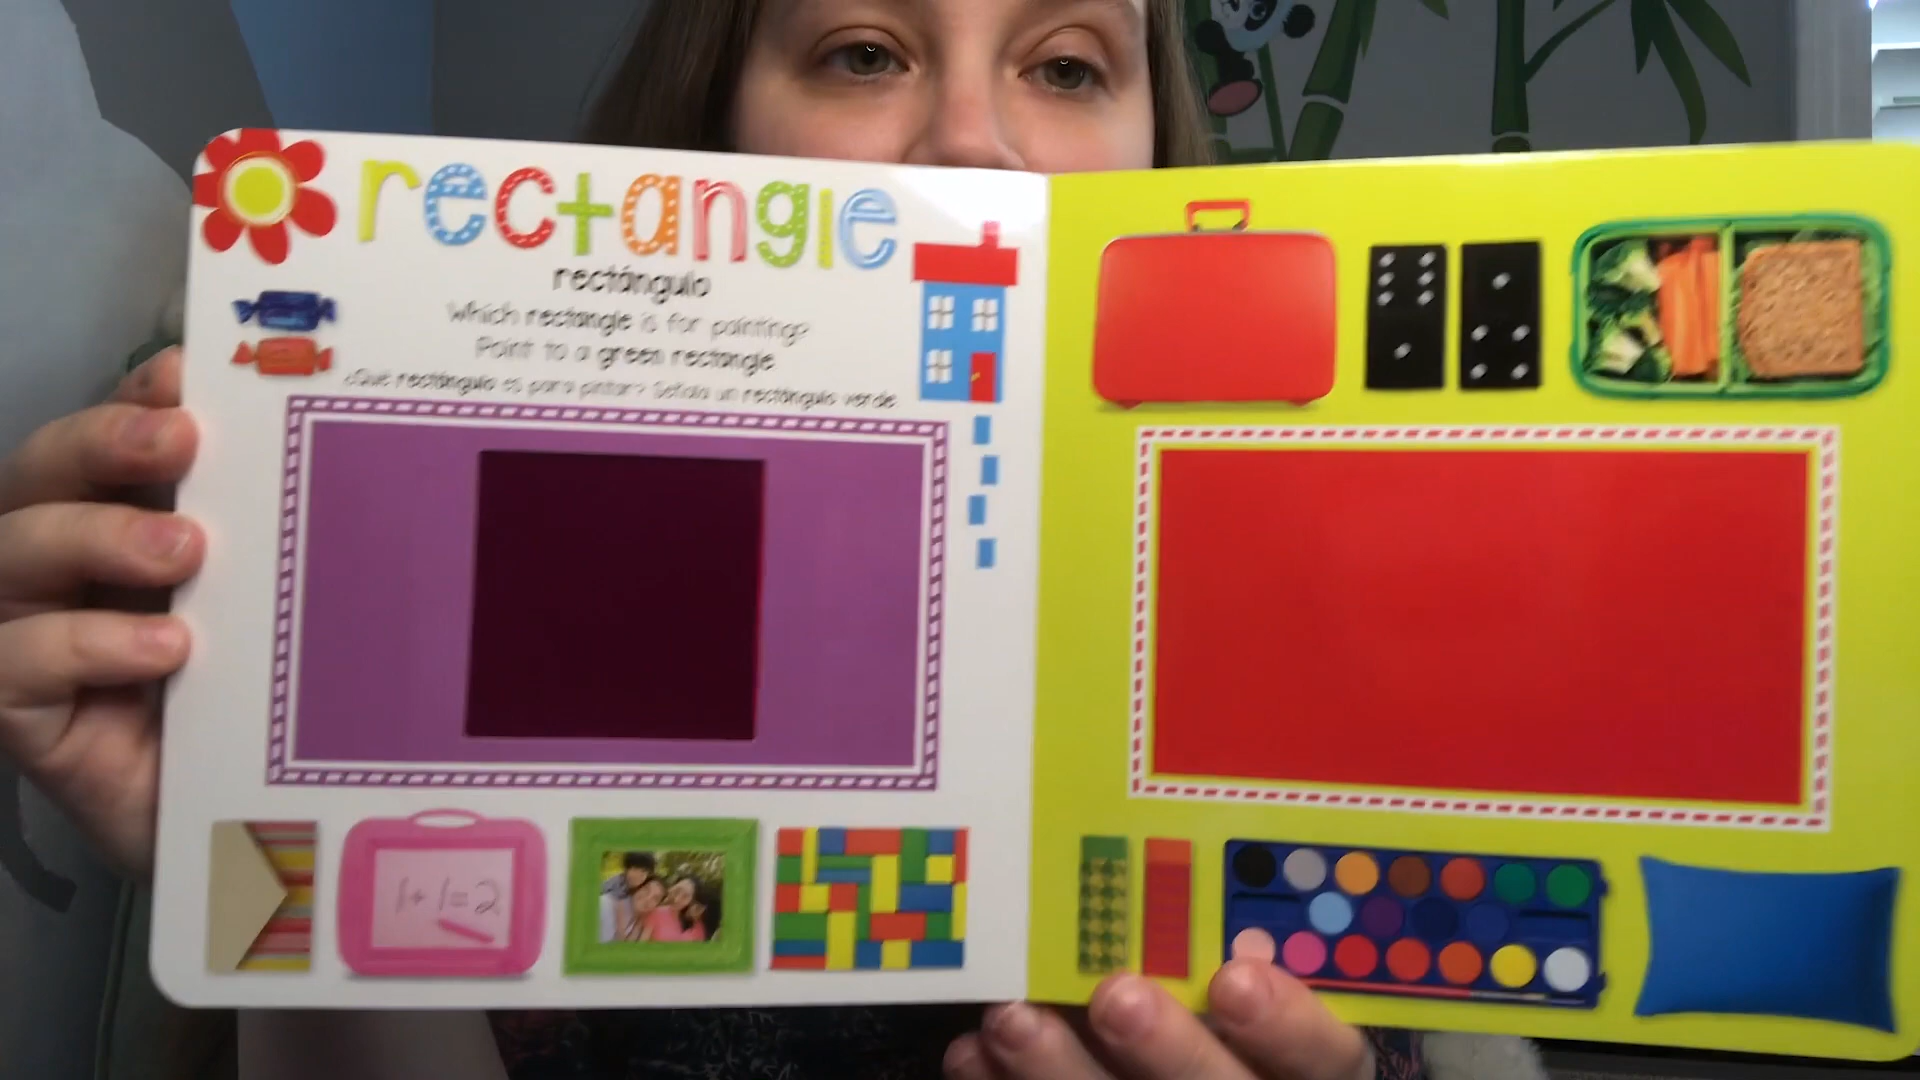 rectangle
rectángulo
Which rectangle is for painting?
Point to a green rectangle.
¿Qué rectángulo es para pintar? Señala un rectángulo verde.
1+1=2